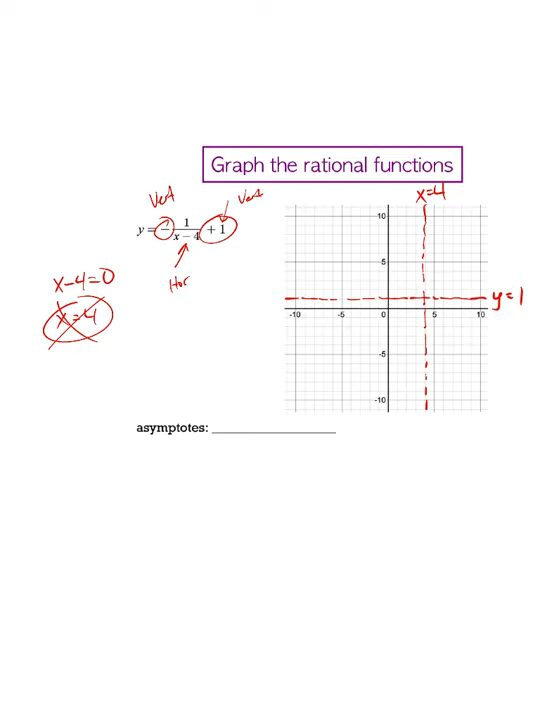 Graph the rational functions
x=4
Vert
Vert
y = - 1/(x - 4) + 1
Hor
x-4=0
x=4
y=1
10
5
-10
-5
0
5
10
-5
-10
asymptotes: ____________________